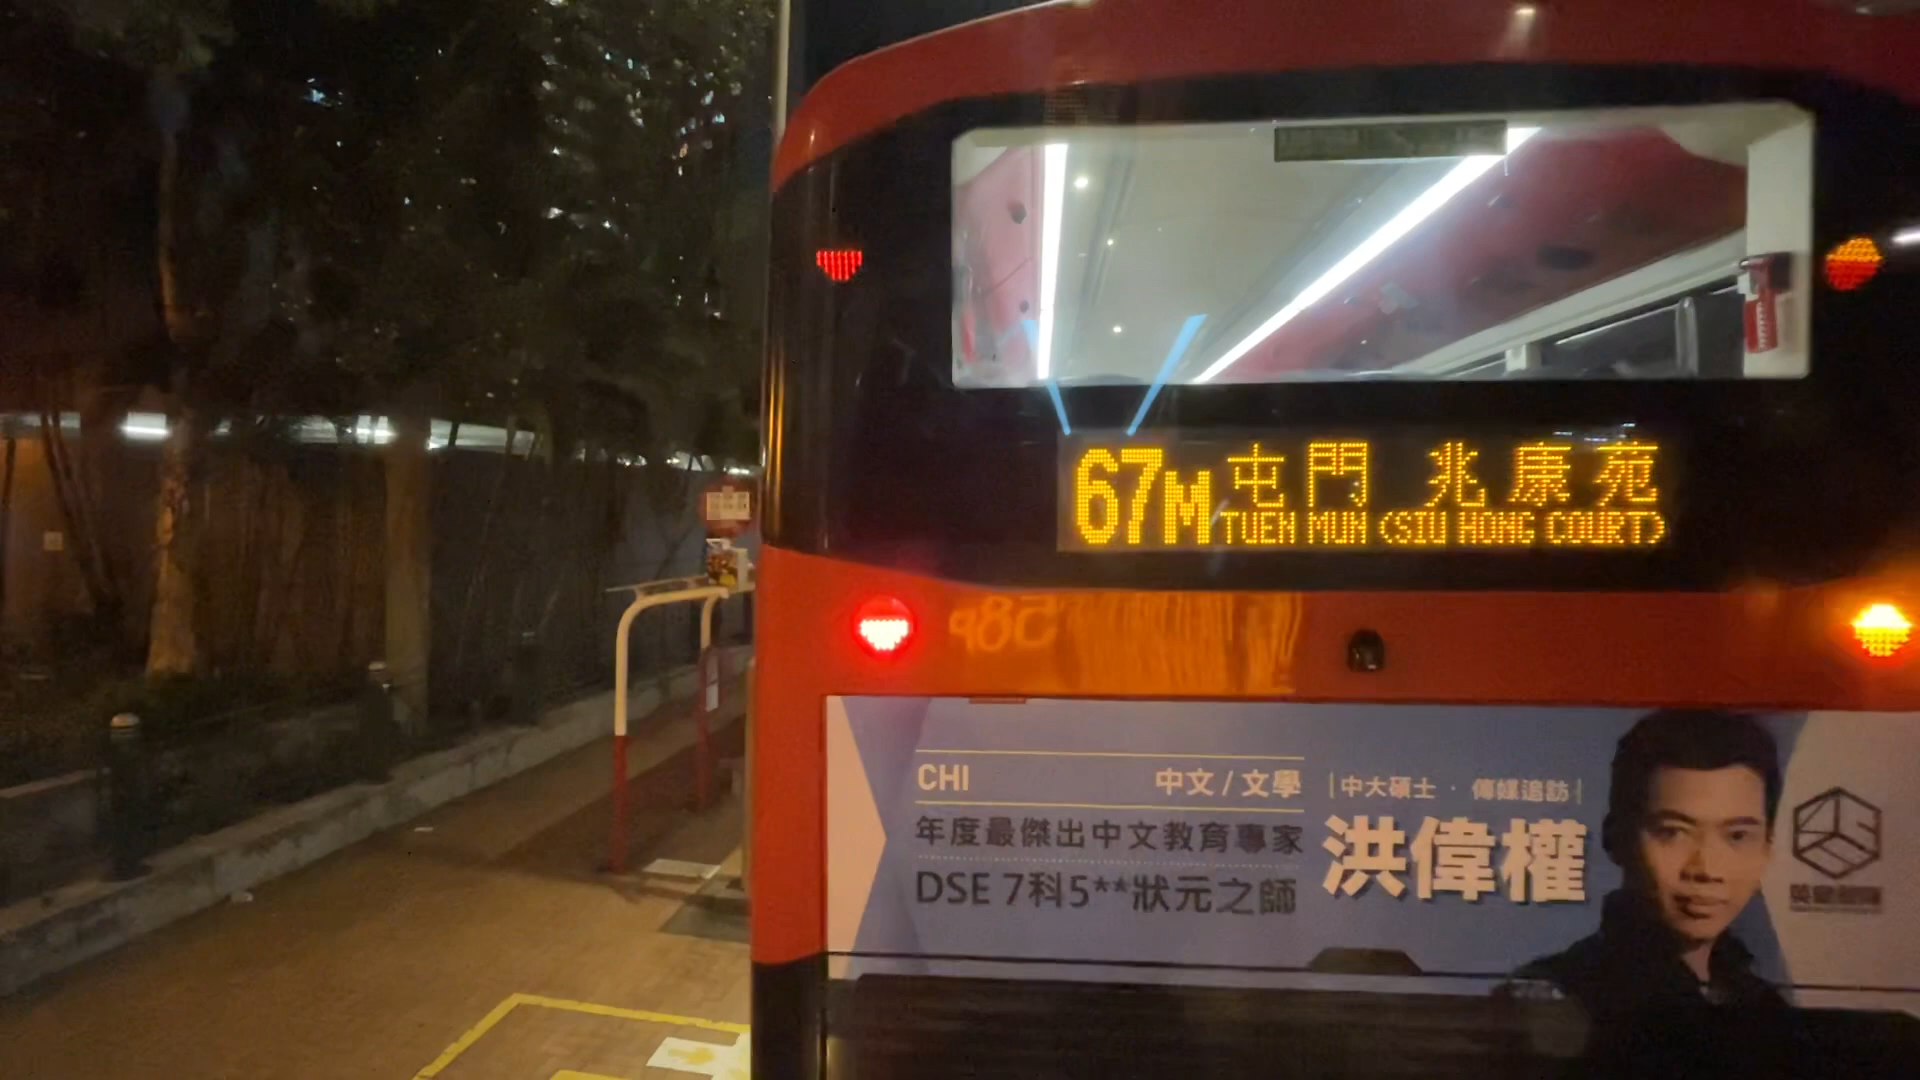 67M 屯門 兆康苑
TUEN MUN (SIU HONG COURT)
CHI 中文/文學
年度最傑出中文教育專家
DSE 7科5**狀元之師
|中大碩士 · 傳媒追訪|
洪偉權